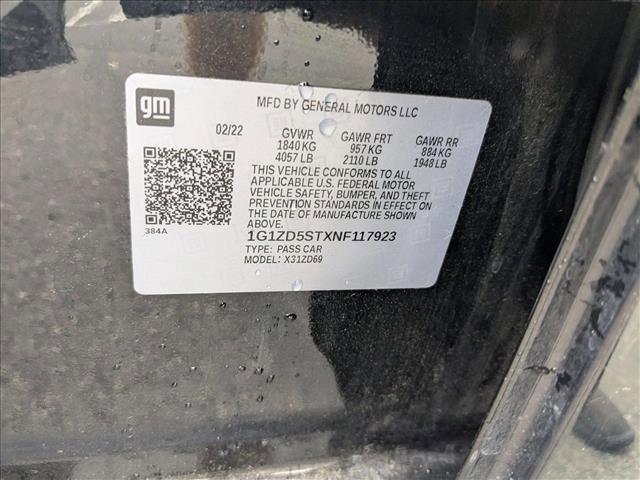 gm
MFD BY GENERAL MOTORS LLC
02/22 GVWR GAWR FRT GAWR RR
1840 KG 957 KG 884 KG
4057 LB 2110 LB 1948 LB
THIS VEHICLE CONFORMS TO ALL
APPLICABLE U.S. FEDERAL MOTOR
VEHICLE SAFETY, BUMPER, AND THEFT
PREVENTION STANDARDS IN EFFECT ON
THE DATE OF MANUFACTURE SHOWN
ABOVE.
384A
1G1ZD5STXNF117923
TYPE: PASS CAR
MODEL: X31ZD69